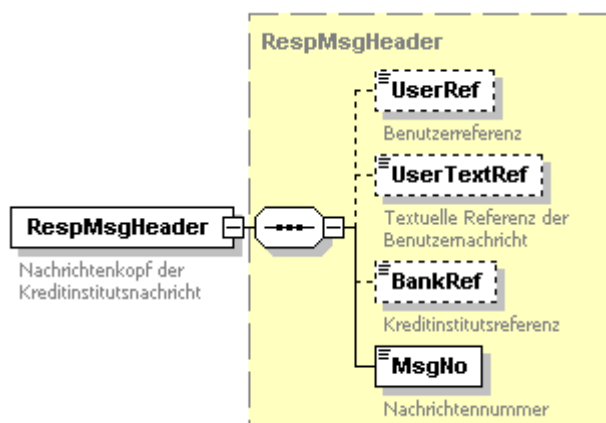 RespMsgHeader
UserRef
Benutzerreferenz
UserTextRef
Textuelle Referenz der
Benutzernachricht
RespMsgHeader
Nachrichtenkopf der
Kreditinstitutsnachricht
BankRef
Kreditinstitutsreferenz
MsgNo
Nachrichtennummer